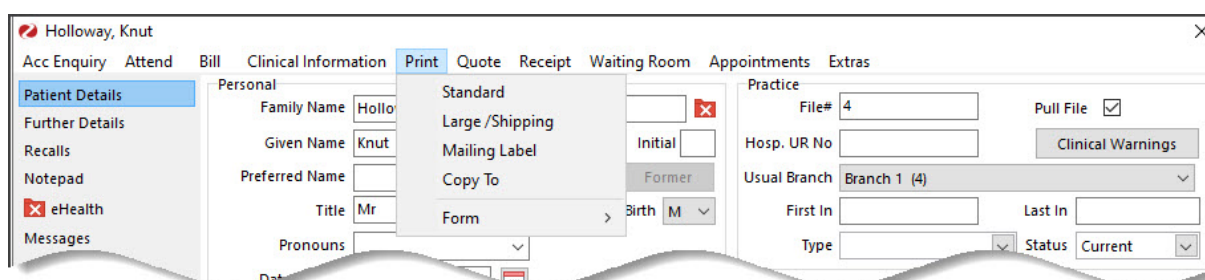 Holloway, Knut
Acc Enquiry Attend Bill Clinical Information Print Quote Receipt Waiting Room Appointments Extras
Patient Details
Further Details
Recalls
Notepad
eHealth
Messages
Personal
Family Name Hollo
Given Name Knut Initial
Preferred Name Former
Title Mr Birth M
Pronouns
Standard
Large /Shipping
Mailing Label
Copy To
Form
Practice
File# 4 Pull File
Hosp. UR No Clinical Warnings
Usual Branch Branch 1 (4)
First In Last In
Type Status Current